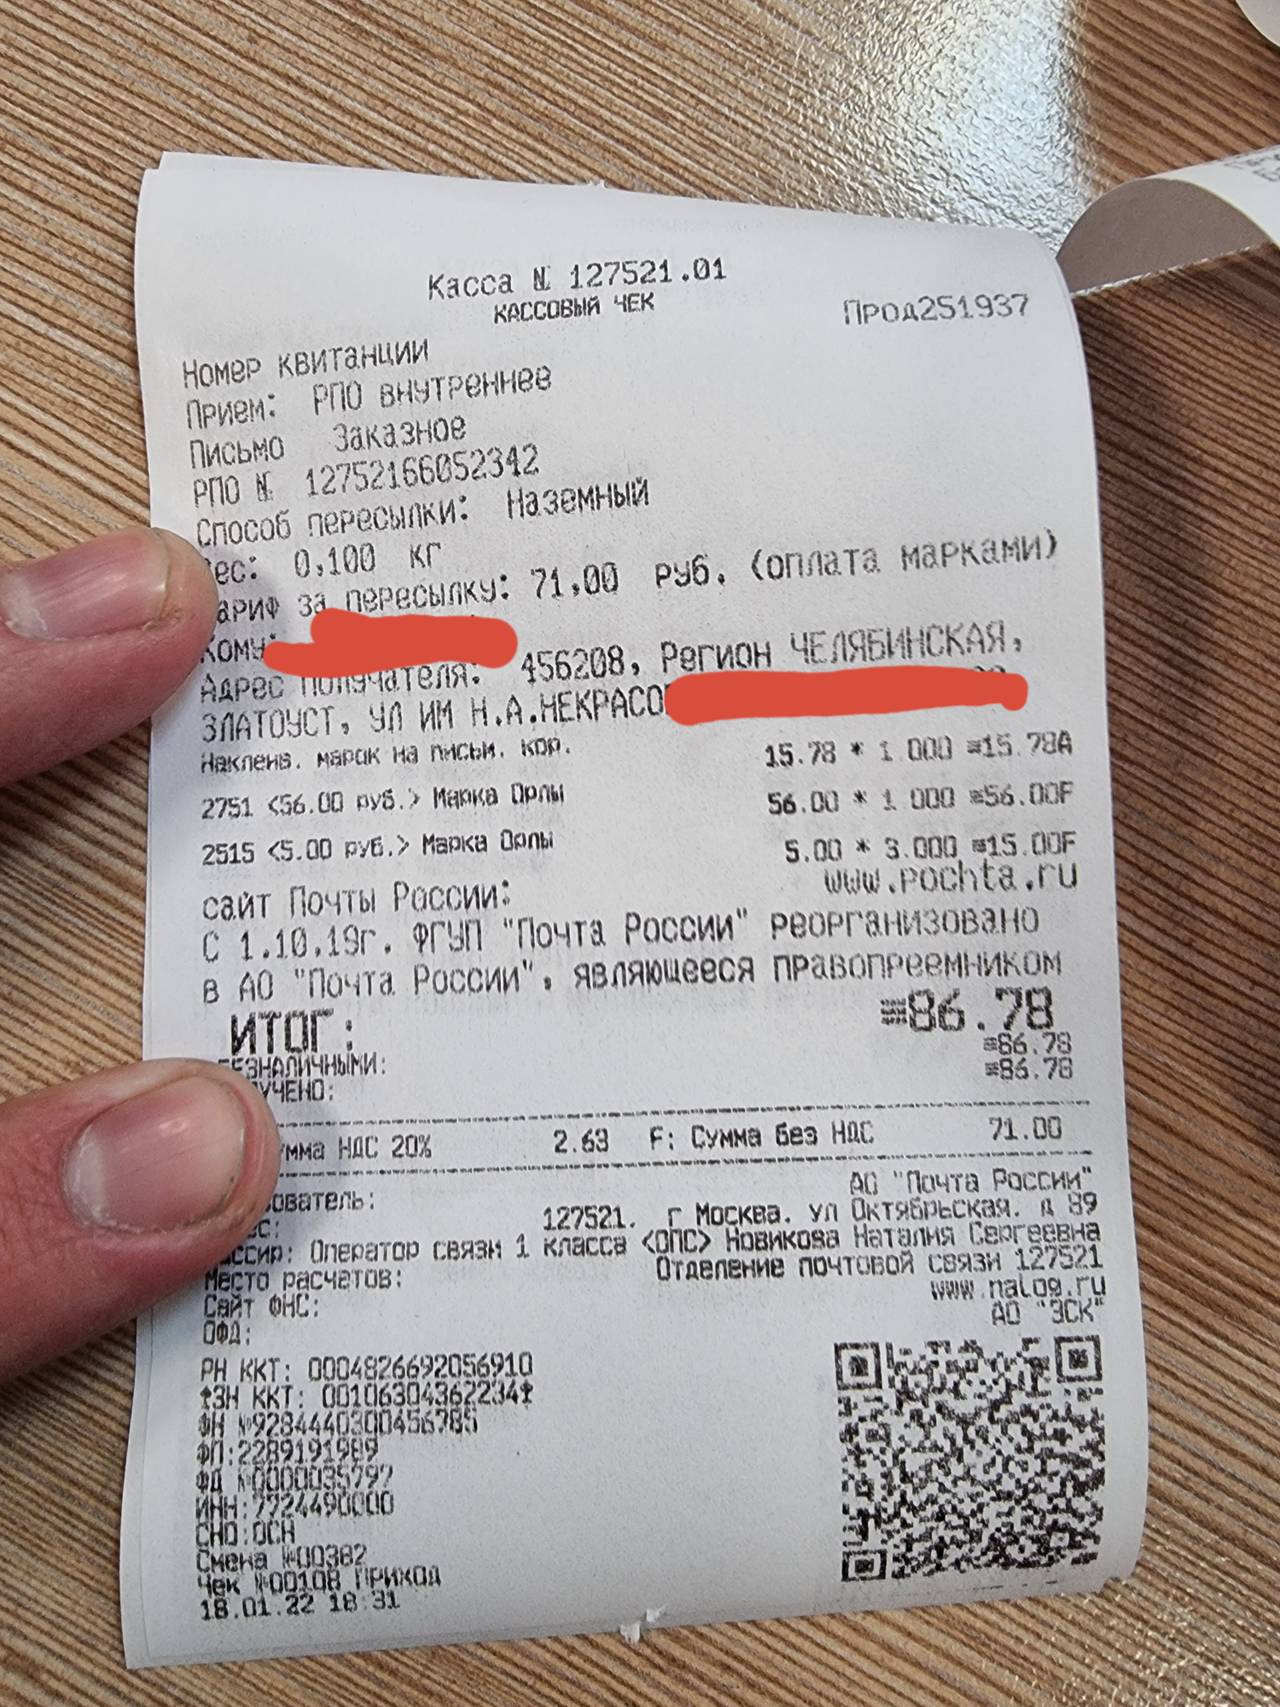 Касса № 127521.01
КАССОВЫЙ ЧЕК
Прод251937
Номер квитанции
Прием: РПО внутреннее
Письмо Заказное
РПО № 12752166052342
Способ пересылки: Наземный
ес: 0,100 кг
ариф за пересылку: 71,00 руб. (оплата марками)
Кому:
Адрес получателя: 456208, Регион ЧЕЛЯБИНСКАЯ,
ЗЛАТОУСТ, УЛ ИМ Н.А.НЕКРАСО
Наклеив. марок на письм. кор. 15.78 * 1.000 =15.78А
2751 <56.00 руб.> Марка Орлы 56.00 * 1.000 =56.00F
2515 <5.00 руб.> Марка Орлы 5.00 * 3.000 =15.00F
сайт Почты России: www.pochta.ru
С 1.10.19г. ФГУП "Почта России" реорганизовано
в АО "Почта России", являющееся правопреемником
ИТОГ: =86.78
БЕЗНАЛИЧНЫМИ: =86.78
УЧЕНО: =86.78
умма НДС 20% 2.63 F: Сумма без НДС 71.00
зователь: АО "Почта России"
ес: 127521, г Москва, ул Октябрьская, д 89
ссир: Оператор связи 1 класса <ОПС> Новикова Наталия Сергеевна
Место расчетов: Отделение почтовой связи 127521
Сайт ФНС: www.nalog.ru
ОФД: АО "ЭСК"
РН ККТ: 0004826692056910
ЗН ККТ: 00106304362234
ФН №9284440300456785
ФП:2289191989
ФД №0000035797
ИНН:7724490000
СНО:ОСН
Смена №00382
Чек №00108 ПРИХОД
18.01.22 18:31